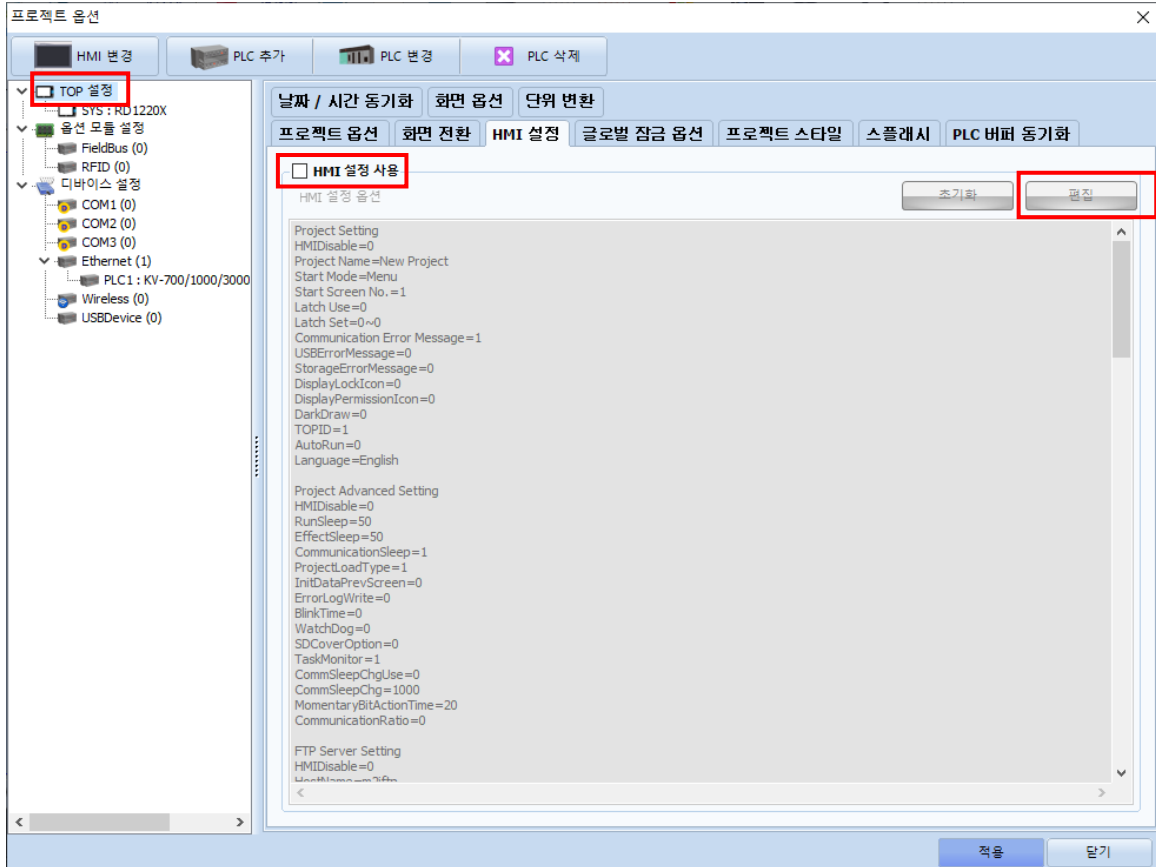 프로젝트 옵션
HMI 변경
PLC 추가
PLC 변경
PLC 삭제
TOP 설정
SYS : RD1220X
옵션 모듈 설정
FieldBus (0)
RFID (0)
디바이스 설정
COM1 (0)
COM2 (0)
COM3 (0)
Ethernet (1)
PLC1 : KV-700/1000/3000
Wireless (0)
USBDevice (0)
날짜 / 시간 동기화 화면 옵션 단위 변환
프로젝트 옵션 화면 전환 HMI 설정 글로벌 잠금 옵션 프로젝트 스타일 스플래시 PLC 버퍼 동기화
HMI 설정 사용
HMI 설정 옵션
초기화
편집
Project Setting
HMIDisable=0
Project Name=New Project
Start Mode=Menu
Start Screen No.=1
Latch Use=0
Latch Set=0~0
Communication Error Message=1
USBErrorMessage=0
StorageErrorMessage=0
DisplayLockIcon=0
DisplayPermissionIcon=0
DarkDraw=0
TOPID=1
AutoRun=0
Language=English
Project Advanced Setting
HMIDisable=0
RunSleep=50
EffectSleep=50
CommunicationSleep=1
ProjectLoadType=1
InitDataPrevScreen=0
ErrorLogWrite=0
BlinkTime=0
WatchDog=0
SDCoverOption=0
TaskMonitor=1
CommSleepChgUse=0
CommSleepChg=1000
MomentaryBitActionTime=20
CommunicationRatio=0
FTP Server Setting
HMIDisable=0
HostName=m2iftp
적용
닫기